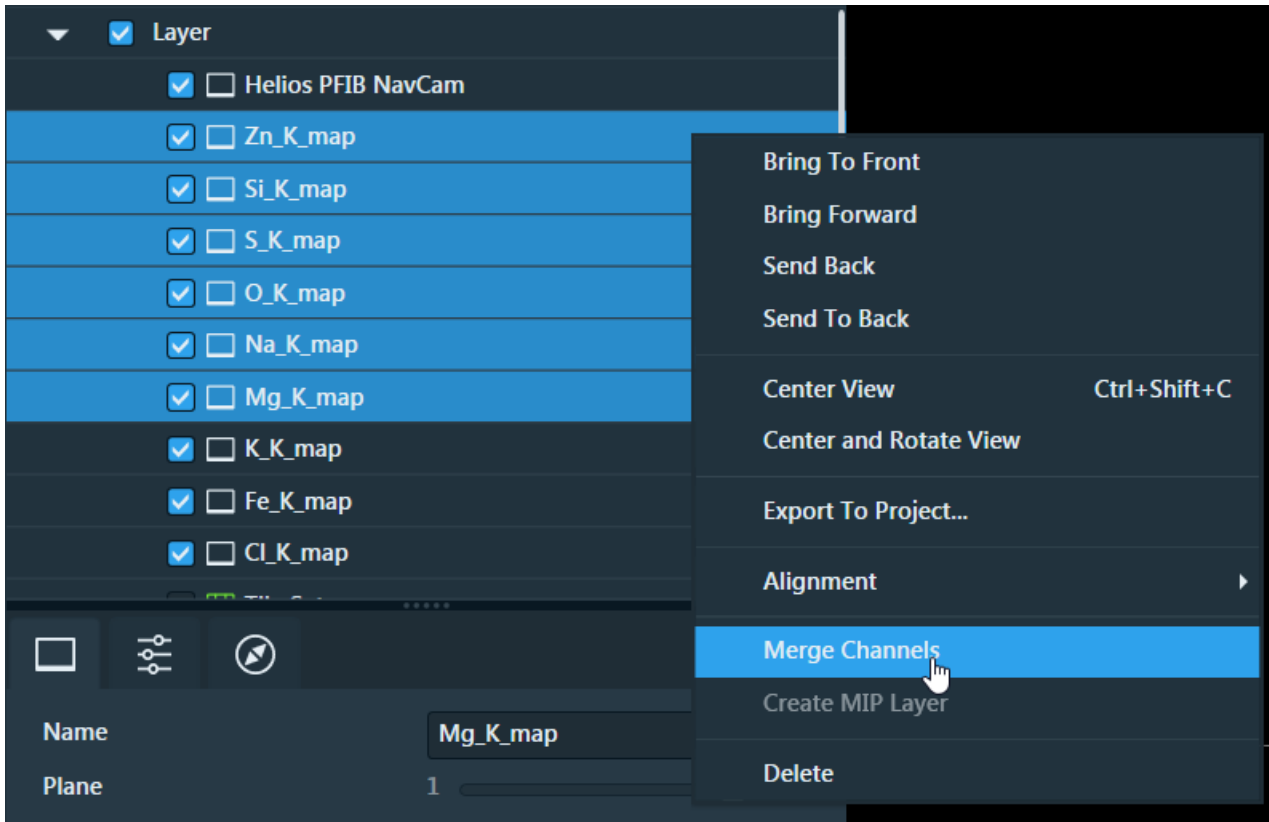 Layer
Helios PFIB NavCam
Zn_K_map
Si_K_map
S_K_map
O_K_map
Na_K_map
Mg_K_map
K_K_map
Fe_K_map
Cl_K_map
Name
Mg_K_map
Plane
1
Bring To Front
Bring Forward
Send Back
Send To Back
Center View Ctrl+Shift+C
Center and Rotate View
Export To Project...
Alignment
Merge Channels
Create MIP Layer
Delete